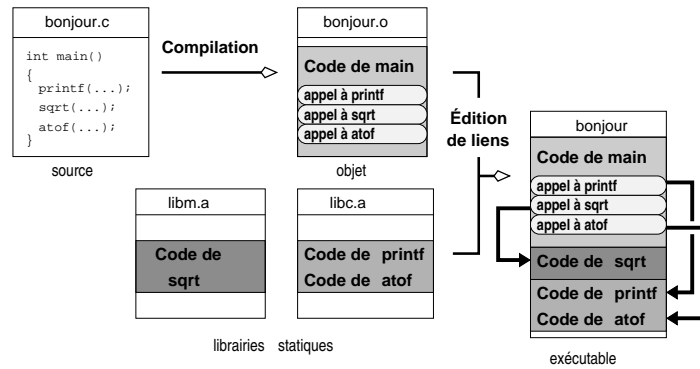 bonjour.c
int main()
{
printf(...);
sqrt(...);
atof(...);
}
source
Compilation
bonjour.o
Code de main
appel à printf
appel à sqrt
appel à atof
objet
Édition
de liens
libm.a
Code de
sqrt
libc.a
Code de printf
Code de atof
librairies statiques
bonjour
Code de main
appel à printf
appel à sqrt
appel à atof
Code de sqrt
Code de printf
Code de atof
exécutable